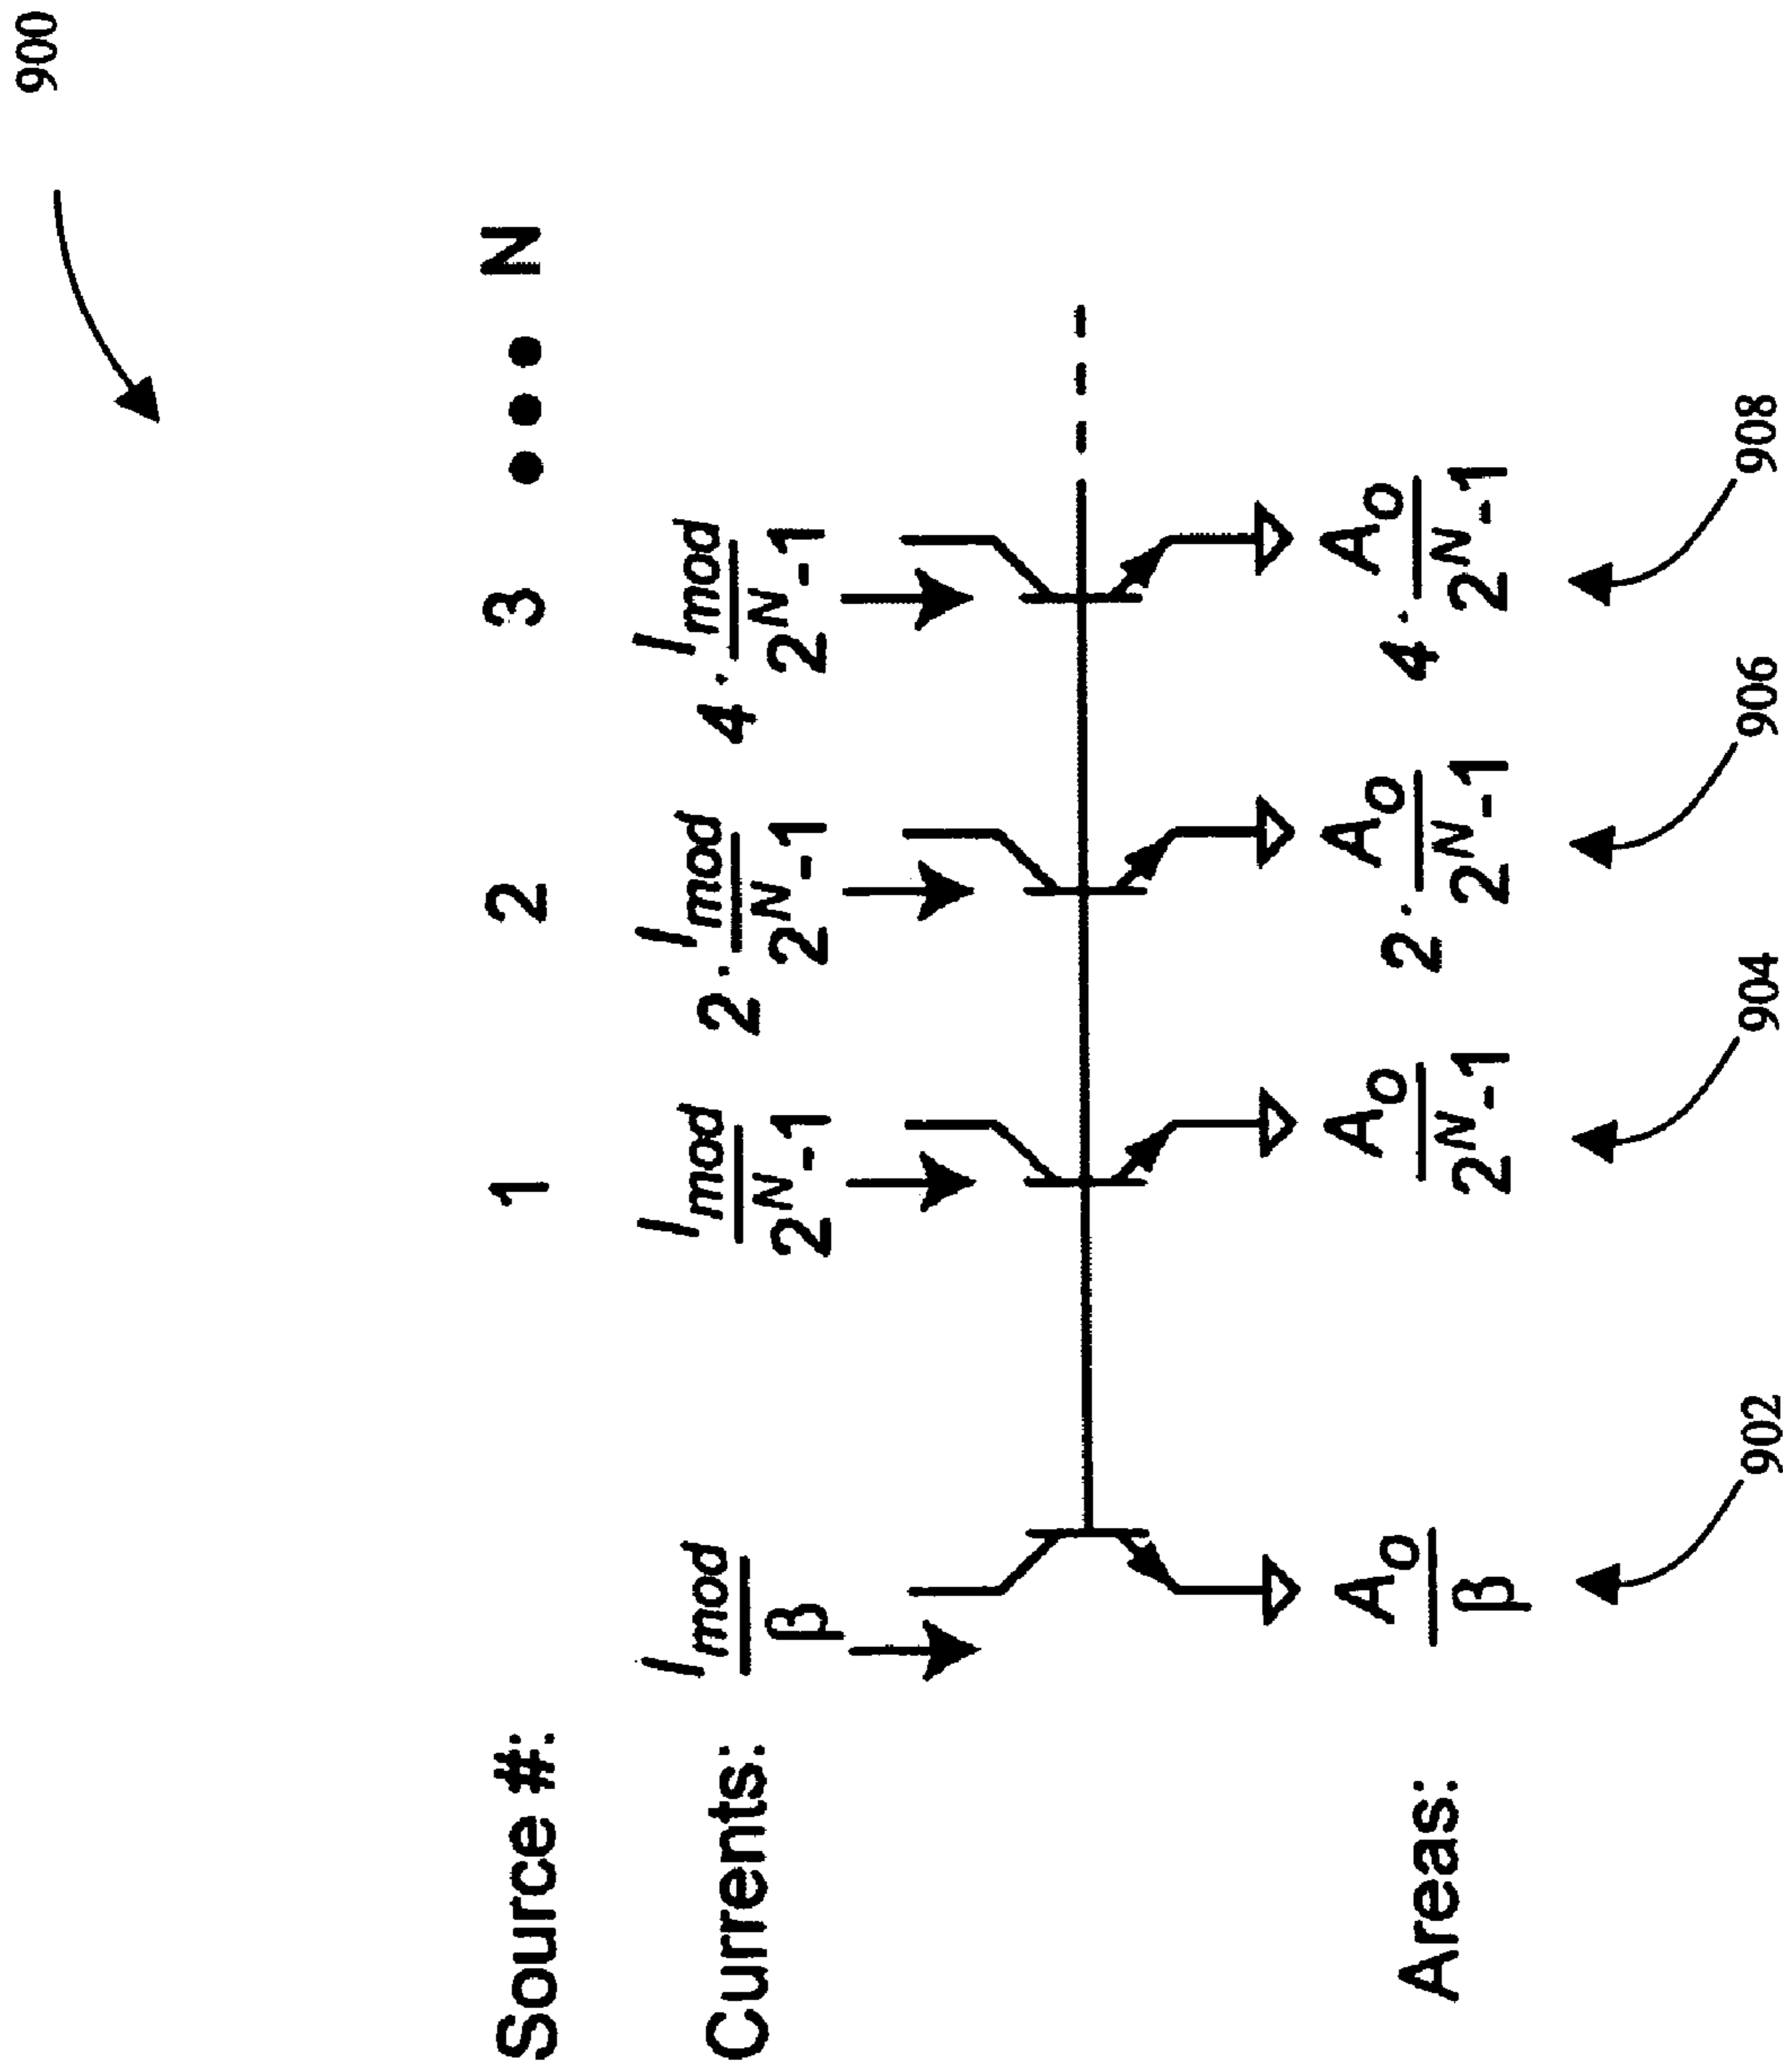 900
Source #: 1 2 3 ● ● ● N
Currents: I_mod/β I_mod/2^N-1 2·I_mod/2^N-1 4·I_mod/2^N-1
Areas: A_o/β A_o/2^N-1 2·A_o/2^N-1 4·A_o/2^N-1
902 904 906 908